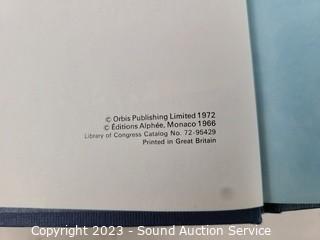 © Orbis Publishing Limited 1972
© Éditions Alphée, Monaco 1966
Library of Congress Catalog No. 72-95429
Printed in Great Britain
Copyright 2023 - Sound Auction Service